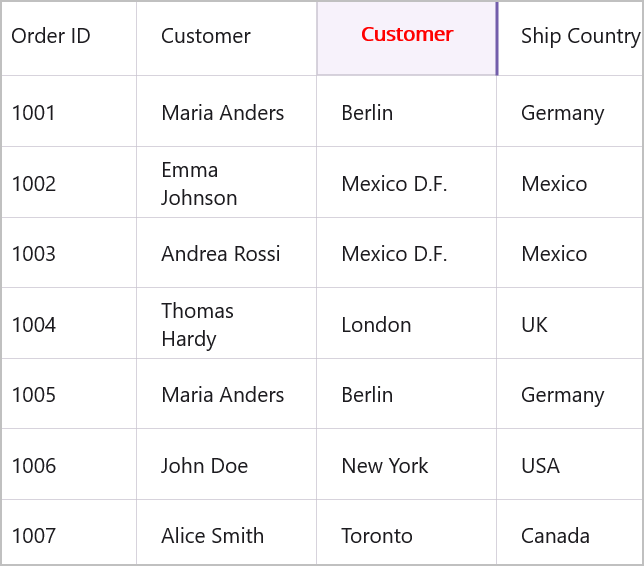 Order ID Customer Customer Ship Country
1001 Maria Anders Berlin Germany
Emma
1002 Johnson Mexico D.F. Mexico
1003 Andrea Rossi Mexico D.F. Mexico
Thomas
1004 Hardy London UK
1005 Maria Anders Berlin Germany
1006 John Doe New York USA
1007 Alice Smith Toronto Canada